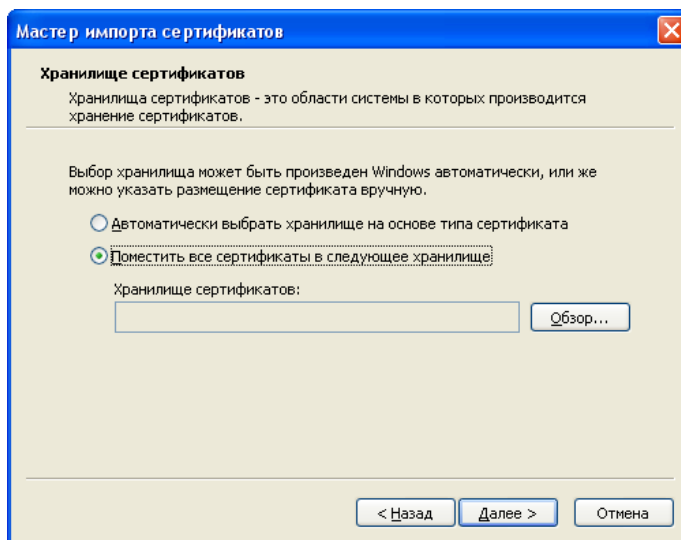 Мастер импорта сертификатов
Хранилище сертификатов
Хранилища сертификатов - это области системы в которых производится
хранение сертификатов.
Выбор хранилища может быть произведен Windows автоматически, или же
можно указать размещение сертификата вручную.
Автоматически выбрать хранилище на основе типа сертификата
Поместить все сертификаты в следующее хранилище
Хранилище сертификатов:
Обзор...
< Назад Далее > Отмена